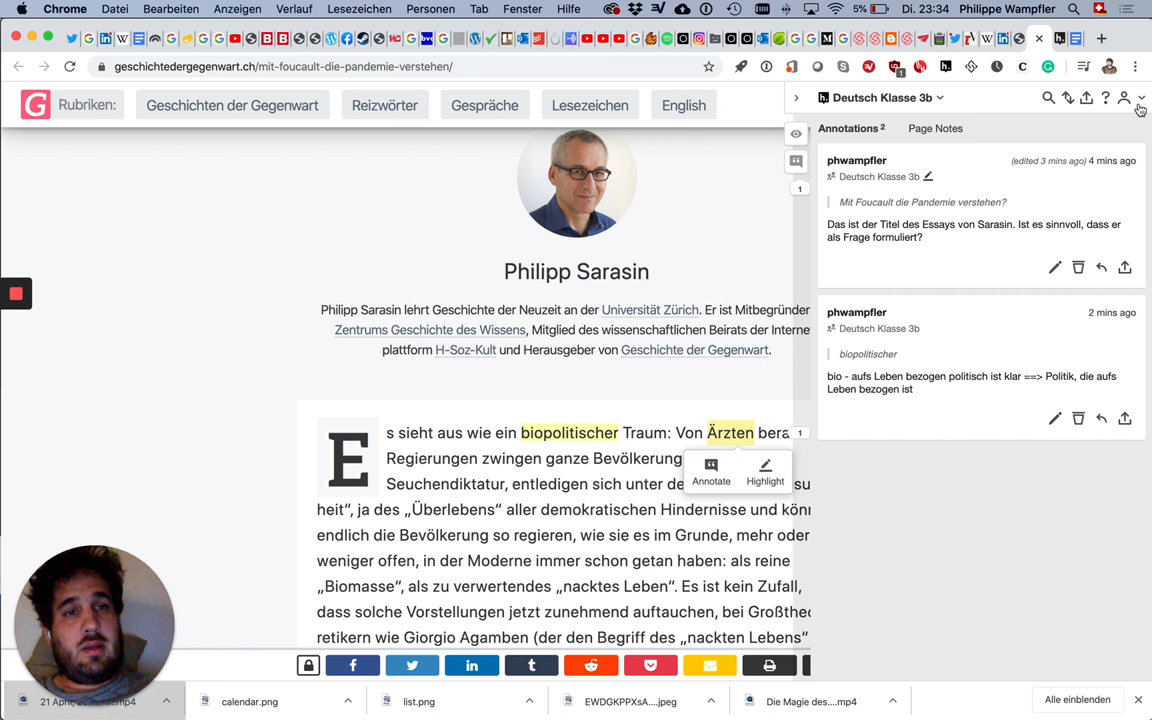 Chrome Datei Bearbeiten Anzeigen Verlauf Lesezeichen Personen Tab Fenster Hilfe 5% Di. 23:34 Philippe Wampfler
geschichtedergegenwart.ch/mit-foucault-die-pandemie-verstehen/
G Rubriken: Geschichten der Gegenwart Reizwörter Gespräche Lesezeichen English
Philipp Sarasin
Philipp Sarasin lehrt Geschichte der Neuzeit an der Universität Zürich. Er ist Mitbegründer
Zentrums Geschichte des Wissens, Mitglied des wissenschaftlichen Beirats der Internet
plattform H-Soz-Kult und Herausgeber von Geschichte der Gegenwart.
Es sieht aus wie ein biopolitischer Traum: Von Ärzten bera
Regierungen zwingen ganze Bevölkerung
Seuchendiktatur, entledigen sich unter de
heit“, ja des „Überlebens“ aller demokratischen Hindernisse und könn
endlich die Bevölkerung so regieren, wie sie es im Grunde, mehr oder
weniger offen, in der Moderne immer schon getan haben: als reine
„Biomasse“, als zu verwertendes „nacktes Leben“. Es ist kein Zufall,
dass solche Vorstellungen jetzt zunehmend auftauchen, bei Großtheo
retikern wie Giorgio Agamben (der den Begriff des „nackten Lebens“
Annotate Highlight
1
1
Deutsch Klasse 3b
Annotations 2 Page Notes
phwampfler (edited 3 mins ago) 4 mins ago
Deutsch Klasse 3b
Mit Foucault die Pandemie verstehen?
Das ist der Titel des Essays von Sarasin. Ist es sinnvoll, dass er
als Frage formuliert?
phwampfler 2 mins ago
Deutsch Klasse 3b
biopolitischer
bio - aufs Leben bezogen politisch ist klar ==> Politik, die aufs
Leben bezogen ist
21 April, 20....mp4 calendar.png list.png EWDGKPPXsA....jpeg Die Magie des....mp4 Alle einblenden